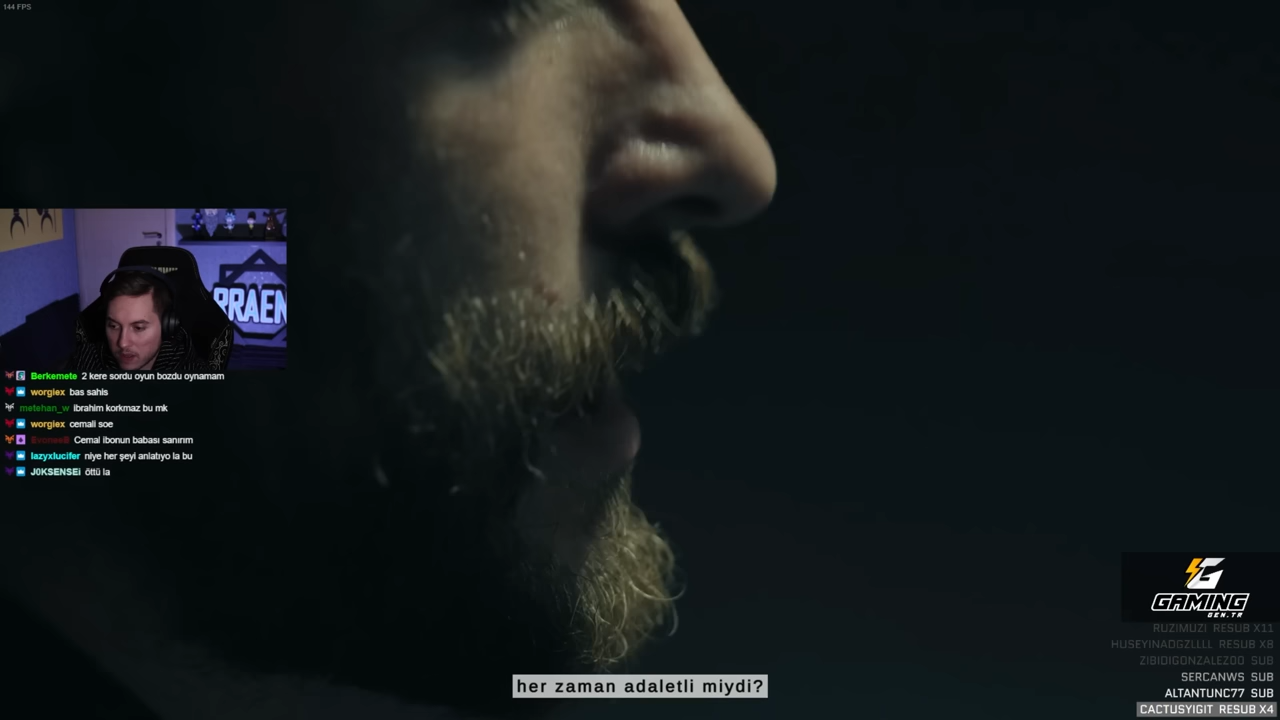 144 FPS
RRAEN
Berkemete 2 kere sordu oyun bozdu oynamam
worgiex bas sahis
metehan_w ibrahim korkmaz bu mk
worgiex cemali soe
Cemal ibonun babası sanırım
lazyxlucifer niye her şeyi anlatıyo la bu
J0KSENSEi öttü la
G
GAMING
GEN.TR
RUZIMUZI RESUB X11
HUSEYINADGZLLLL RESUB X8
ZIBIDIGONZALEZ00 SUB
SERCANWS SUB
ALTANTUNC77 SUB
CACTUSYIGIT RESUB X4
her zaman adaletli miydi?